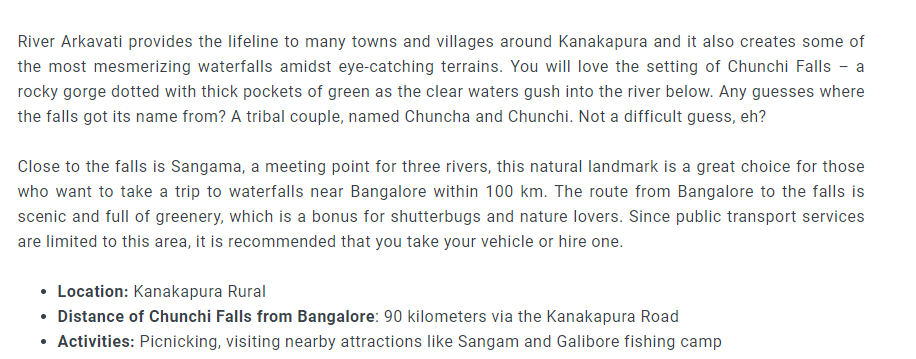 River Arkavati provides the lifeline to many towns and villages around Kanakapura and it also creates some of
the most mesmerizing waterfalls amidst eye-catching terrains. You will love the setting of Chunchi Falls – a
rocky gorge dotted with thick pockets of green as the clear waters gush into the river below. Any guesses where
the falls got its name from? A tribal couple, named Chuncha and Chunchi. Not a difficult guess, eh?
Close to the falls is Sangama, a meeting point for three rivers, this natural landmark is a great choice for those
who want to take a trip to waterfalls near Bangalore within 100 km. The route from Bangalore to the falls is
scenic and full of greenery, which is a bonus for shutterbugs and nature lovers. Since public transport services
are limited to this area, it is recommended that you take your vehicle or hire one.
• Location: Kanakapura Rural
• Distance of Chunchi Falls from Bangalore: 90 kilometers via the Kanakapura Road
• Activities: Picnicking, visiting nearby attractions like Sangam and Galibore fishing camp